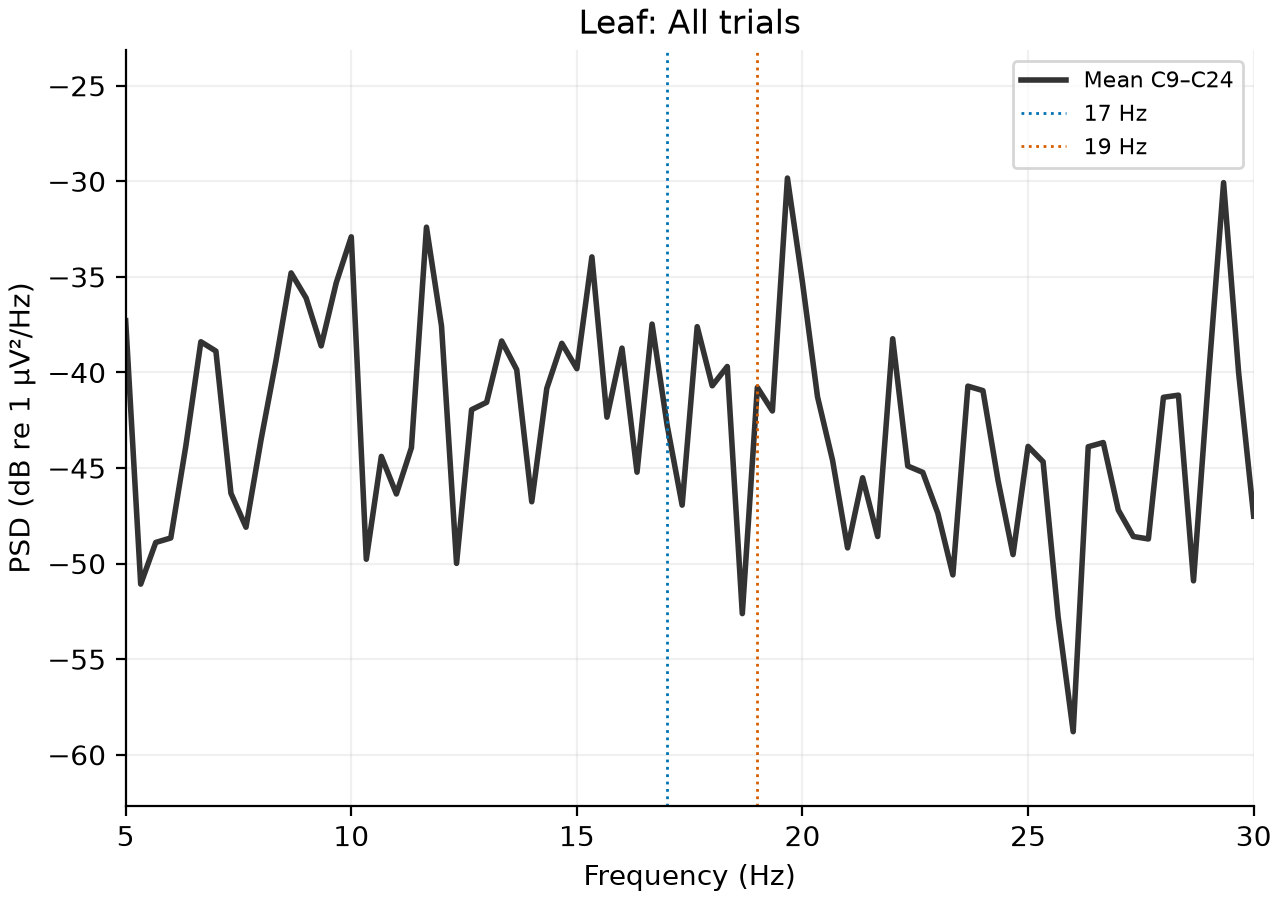 Leaf: All trials
PSD (dB re 1 µV²/Hz)
−25
−30
−35
−40
−45
−50
−55
−60
Mean C9–C24
17 Hz
19 Hz
5 10 15 20 25 30
Frequency (Hz)